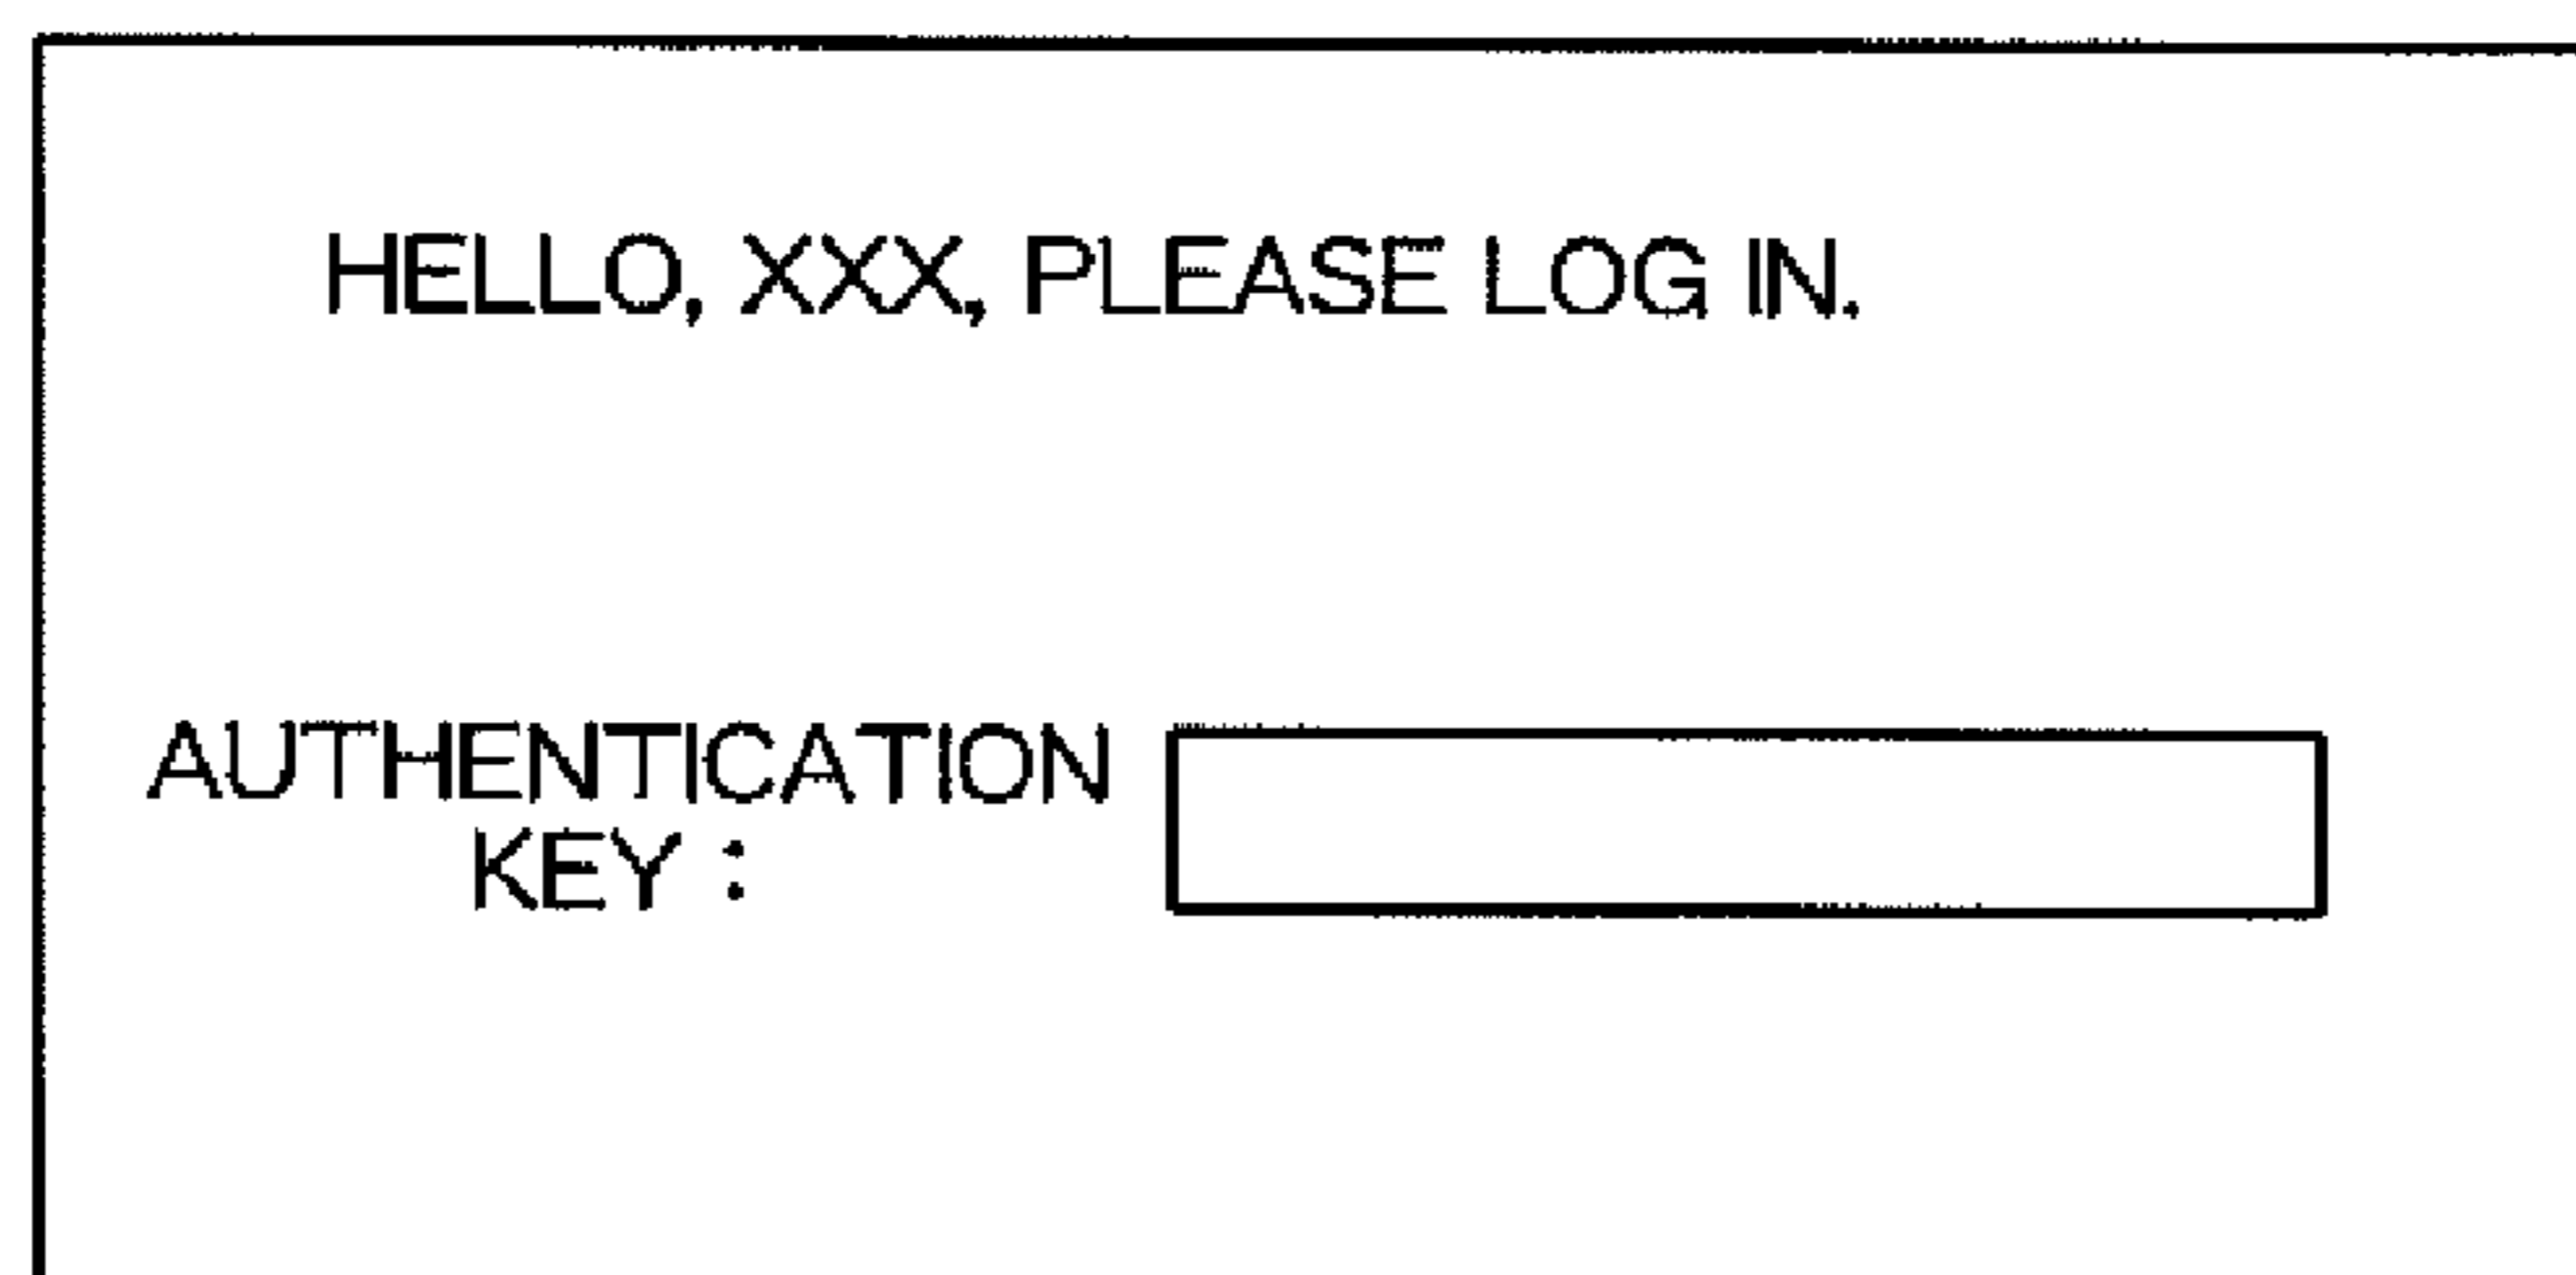 HELLO, XXX, PLEASE LOG IN.
AUTHENTICATION
KEY :